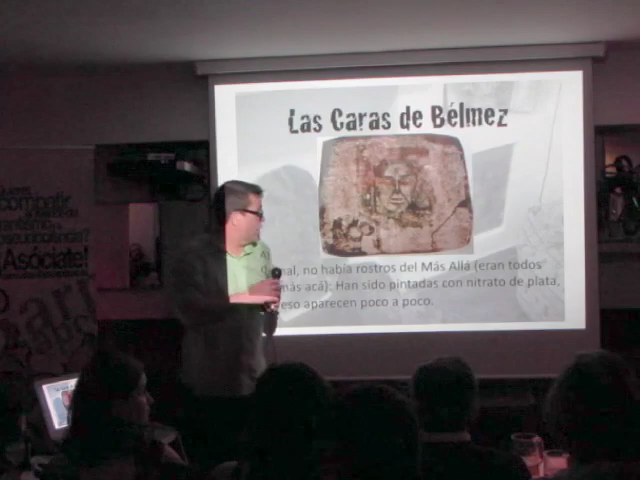 Las Caras de Bélmez
nal, no había rostros del Más Allá (eran todos
más acá): Han sido pintadas con nitrato de plata,
eso aparecen poco a poco.
combatir
Asóciate!